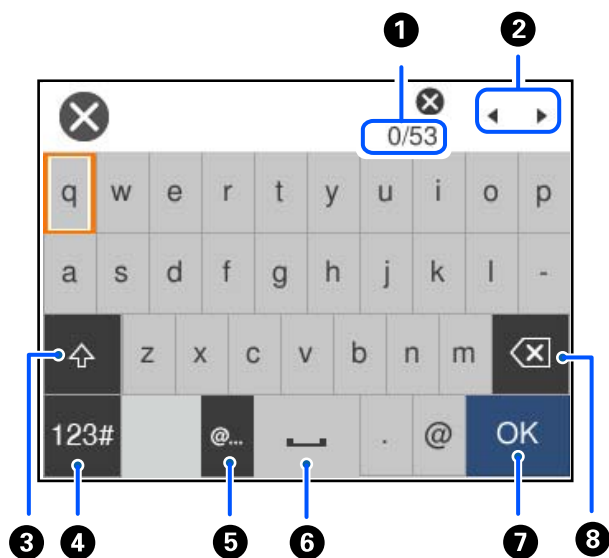 1 2
0/53
q w e r t y u i o p
a s d f g h j k l -
3 z x c v b n m 8
123# @... . @ OK
4 5 6 7